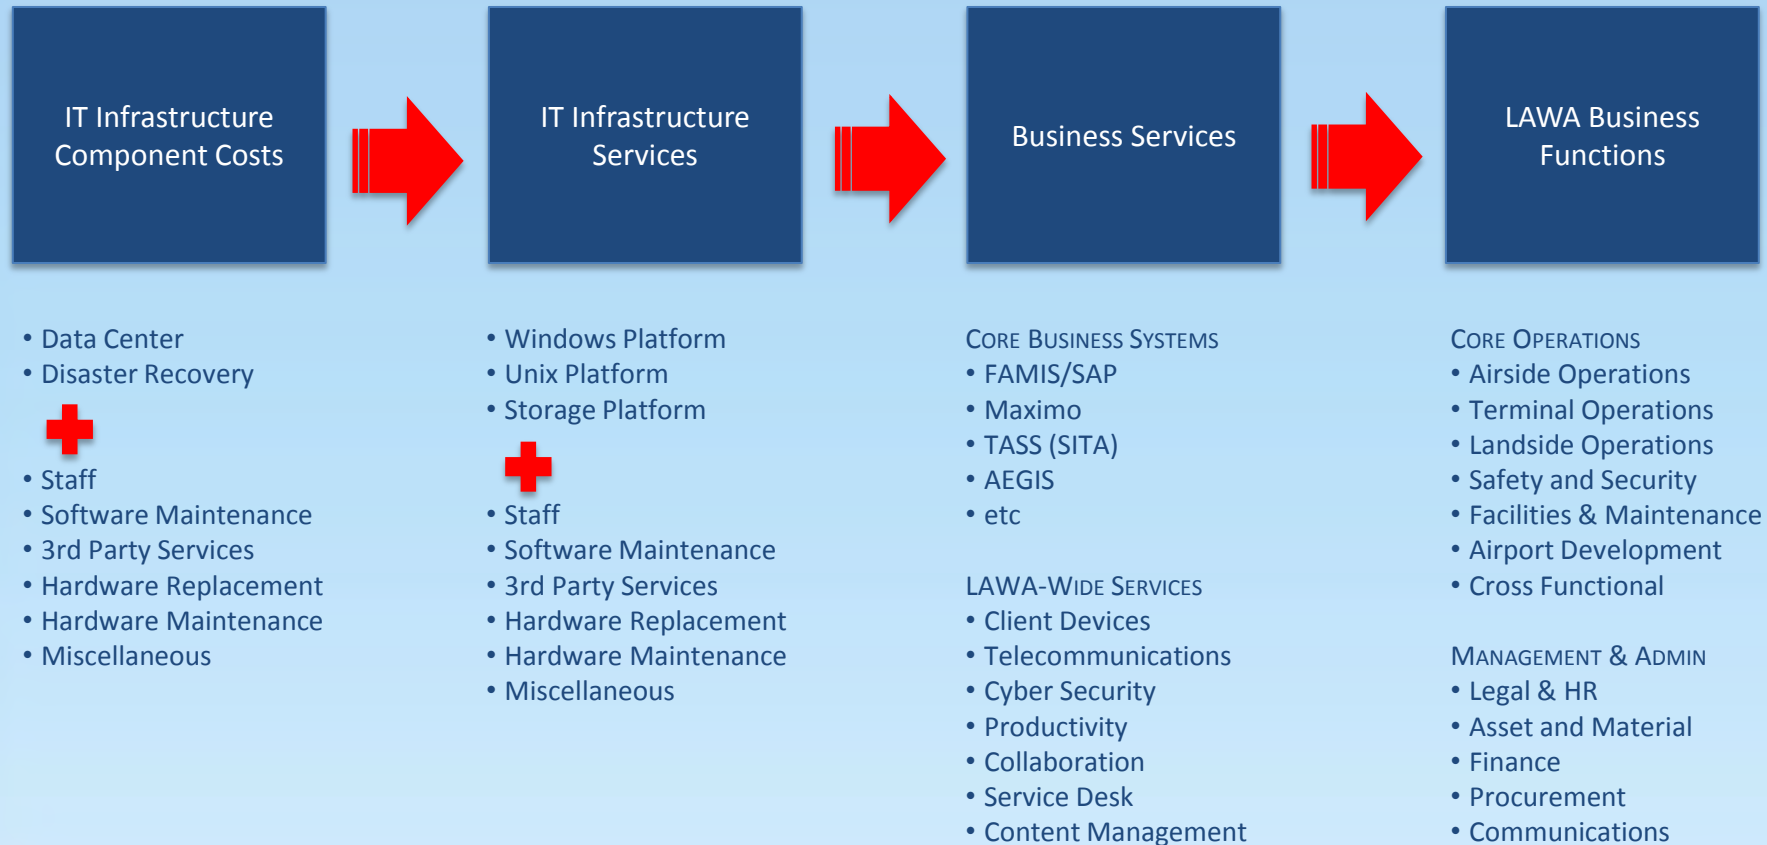 IT Infrastructure
Component Costs
IT Infrastructure
Services
Business Services
LAWA Business
Functions
• Data Center
• Disaster Recovery
• Staff
• Software Maintenance
• 3rd Party Services
• Hardware Replacement
• Hardware Maintenance
• Miscellaneous
• Windows Platform
• Unix Platform
• Storage Platform
• Staff
• Software Maintenance
• 3rd Party Services
• Hardware Replacement
• Hardware Maintenance
• Miscellaneous
CORE BUSINESS SYSTEMS
• FAMIS/SAP
• Maximo
• TASS (SITA)
• AEGIS
• etc
LAWA-WIDE SERVICES
• Client Devices
• Telecommunications
• Cyber Security
• Productivity
• Collaboration
• Service Desk
• Content Management
CORE OPERATIONS
• Airside Operations
• Terminal Operations
• Landside Operations
• Safety and Security
• Facilities & Maintenance
• Airport Development
• Cross Functional
MANAGEMENT & ADMIN
• Legal & HR
• Asset and Material
• Finance
• Procurement
• Communications